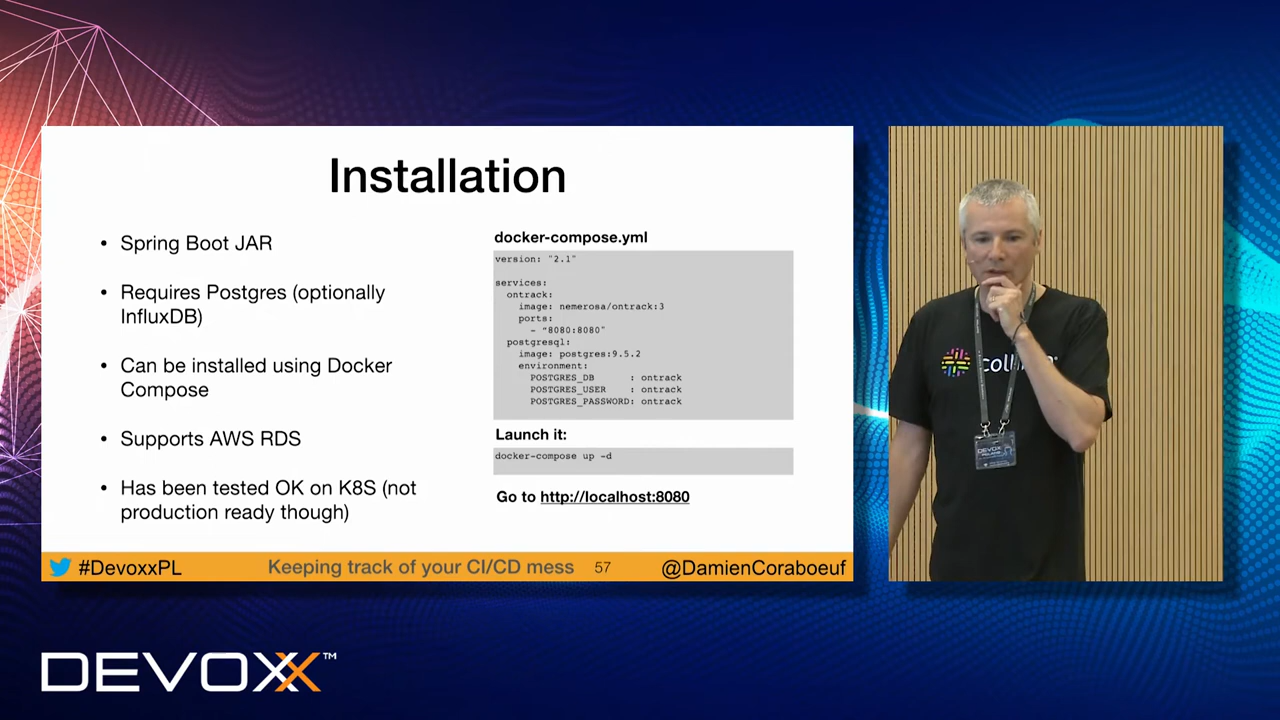 Installation
• Spring Boot JAR
• Requires Postgres (optionally
InfluxDB)
• Can be installed using Docker
Compose
• Supports AWS RDS
• Has been tested OK on K8S (not
production ready though)
docker-compose.yml
version: "2.1"
services:
ontrack:
image: nemerosa/ontrack:3
ports:
- “8080:8080"
postgresql:
image: postgres:9.5.2
environment:
POSTGRES_DB : ontrack
POSTGRES_USER : ontrack
POSTGRES_PASSWORD: ontrack
Launch it:
docker-compose up -d
Go to http://localhost:8080
#DevoxxPL Keeping track of your CI/CD mess 57 @DamienCoraboeuf
DEVOXX
DEVOXX™